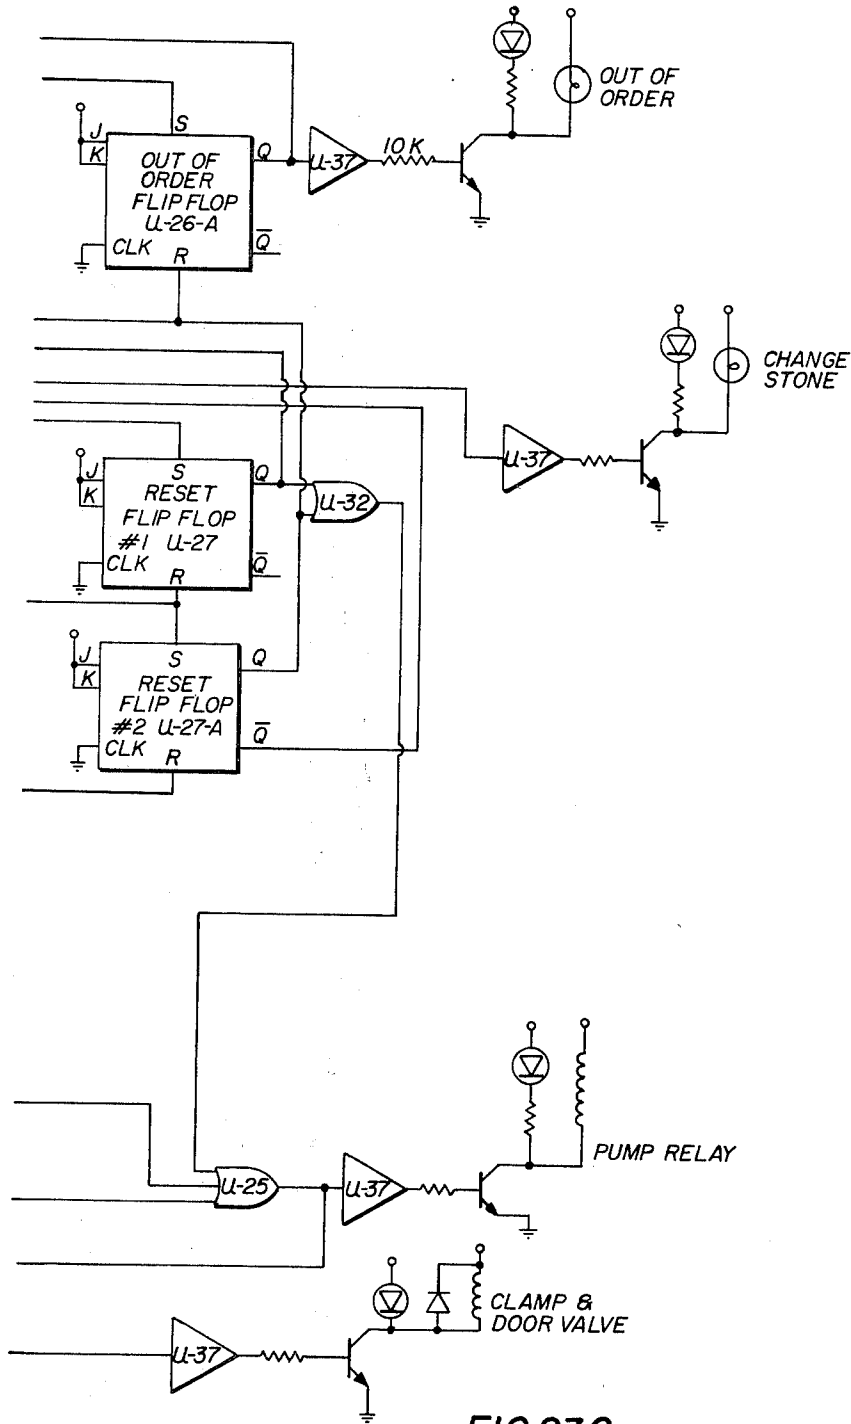 OUT OF
ORDER
S
J
K
OUT OF
ORDER
FLIP FLOP
U-26-A
Q
Q̅
CLK
R
U-37
10K
CHANGE
STONE
U-37
S
J
K
RESET
FLIP FLOP
#1 U-27
CLK
R
Q
Q̅
U-32
J
K
S
RESET
FLIP FLOP
#2 U-27-A
CLK
R
Q
Q̅
PUMP RELAY
U-25
U-37
CLAMP &
DOOR VALVE
U-37